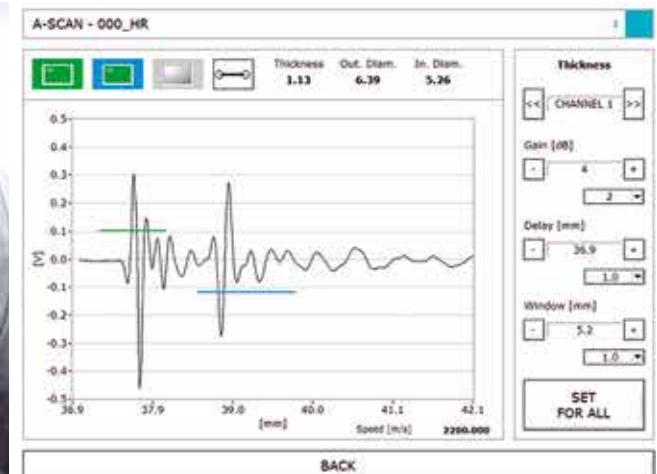 A-SCAN - 000_HR
Thickness Out. Diam. In. Diam.
1.13 6.39 5.26
Thickness
<< CHANNEL 1 >>
Gain [dB]
- 4 +
2
Delay [mm]
- 36.9 +
1.0
Window [mm]
- 5.2 +
1.0
SET
FOR ALL
0.5
0.4
0.3
0.2
0.1
0.0
-0.1
-0.2
-0.3
-0.4
-0.5
[V]
36.9 37.9 39.0 40.0 41.1 42.1
[mm]
Speed [m/s] 2200.000
BACK